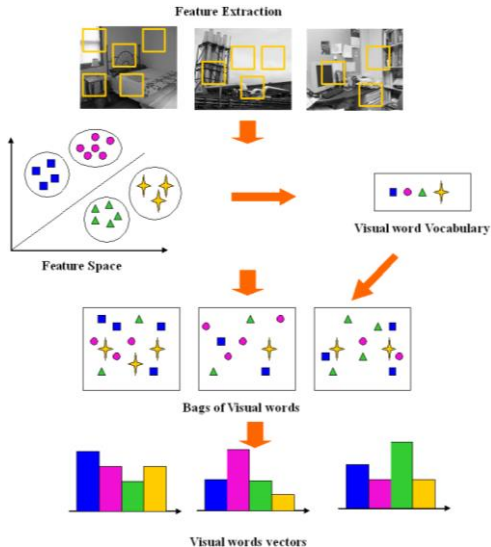 Feature Extraction
Feature Space
Visual word Vocabulary
Bags of Visual words
Visual words vectors